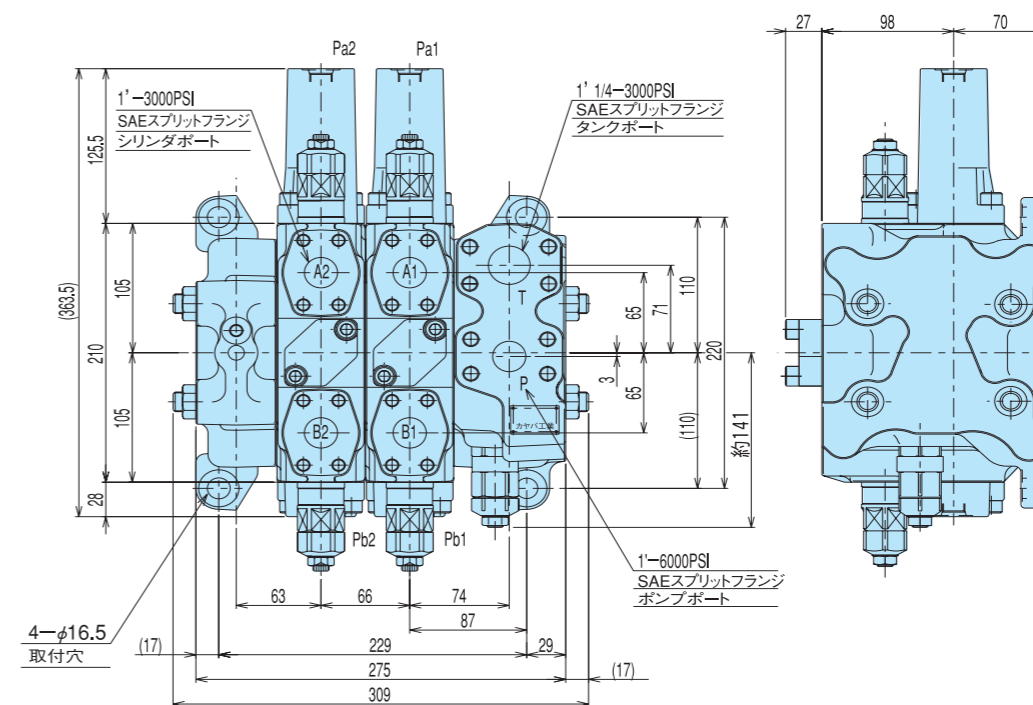 27
98
70
Pa2
Pa1
1'−3000PSI
SAEスプリットフランジ
シリンダポート
1' 1/4−3000PSI
SAEスプリットフランジ
タンクポート
125.5
(363.5)
105
210
105
28
A2
A1
T
65
71
110
220
3
P
65
(110)
約141
カヤバ工業
B2
B1
Pb2
Pb1
1'−6000PSI
SAEスプリットフランジ
ポンプポート
63
66
74
87
4−φ16.5
取付穴
(17)
229
29
275
(17)
309